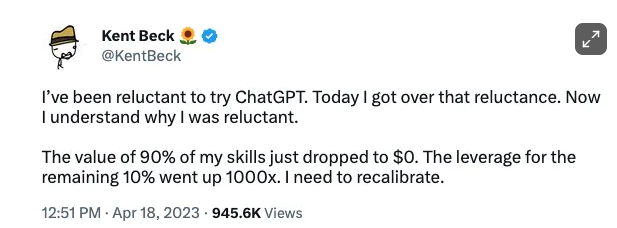 Kent Beck 🌻
@KentBeck
I’ve been reluctant to try ChatGPT. Today I got over that reluctance. Now
I understand why I was reluctant.
The value of 90% of my skills just dropped to $0. The leverage for the
remaining 10% went up 1000x. I need to recalibrate.
12:51 PM · Apr 18, 2023 · 945.6K Views